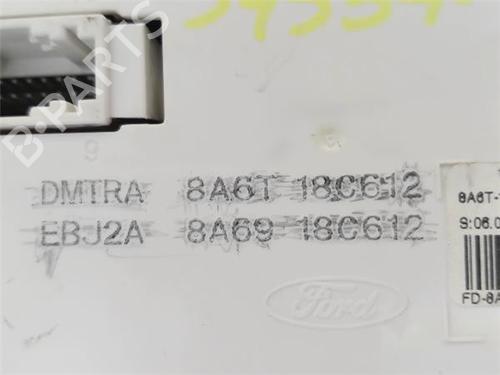 B-PARTS
9
DMTRA 8A6T 18C612
EBJ2A 8A69 18C612
Ford
8A6T-
S:06.0
FD-8A